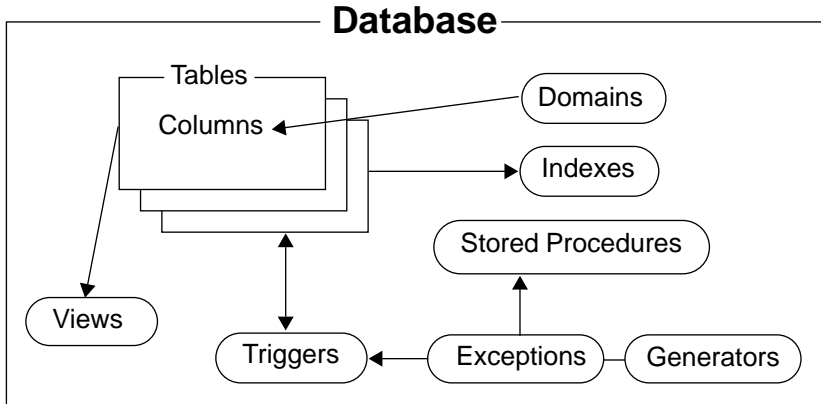 Database
Tables
Columns
Domains
Indexes
Stored Procedures
Views
Triggers
Exceptions
Generators